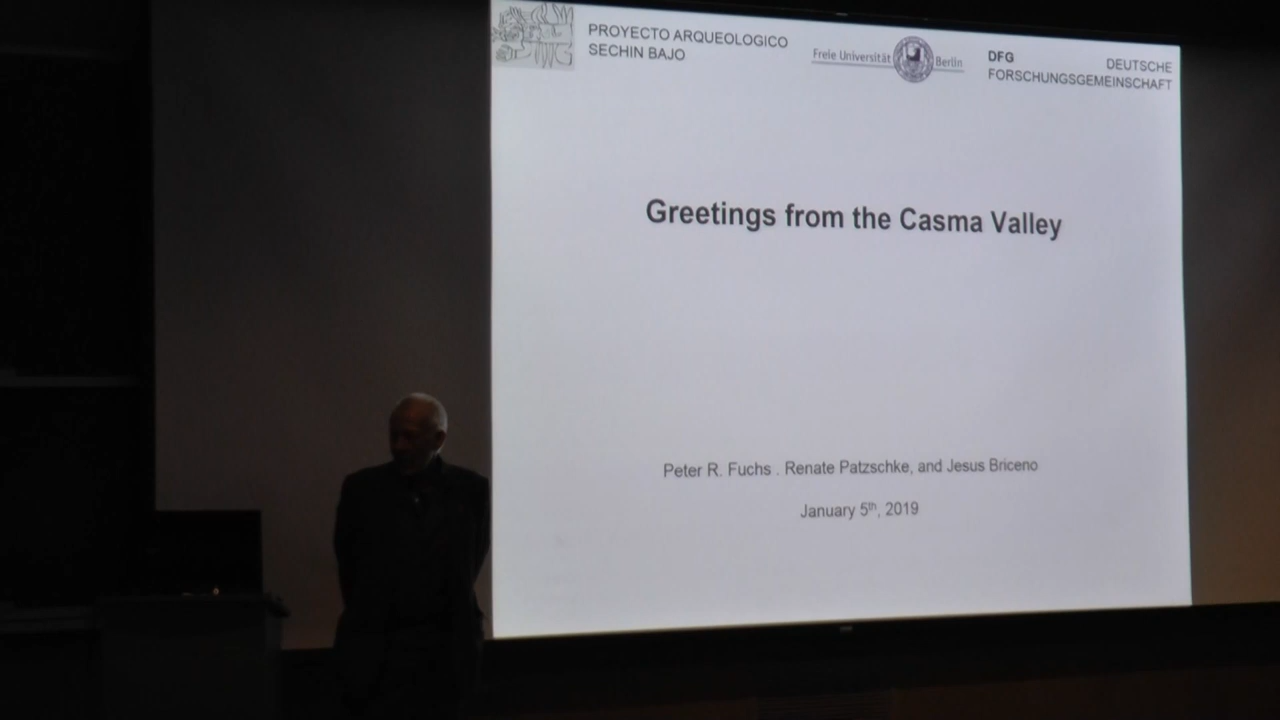 PROYECTO ARQUEOLOGICO
SECHIN BAJO
Freie Universität Berlin
DFG DEUTSCHE
FORSCHUNGSGEMEINSCHAFT
Greetings from the Casma Valley
Peter R. Fuchs . Renate Patzschke, and Jesus Briceno
January 5th, 2019